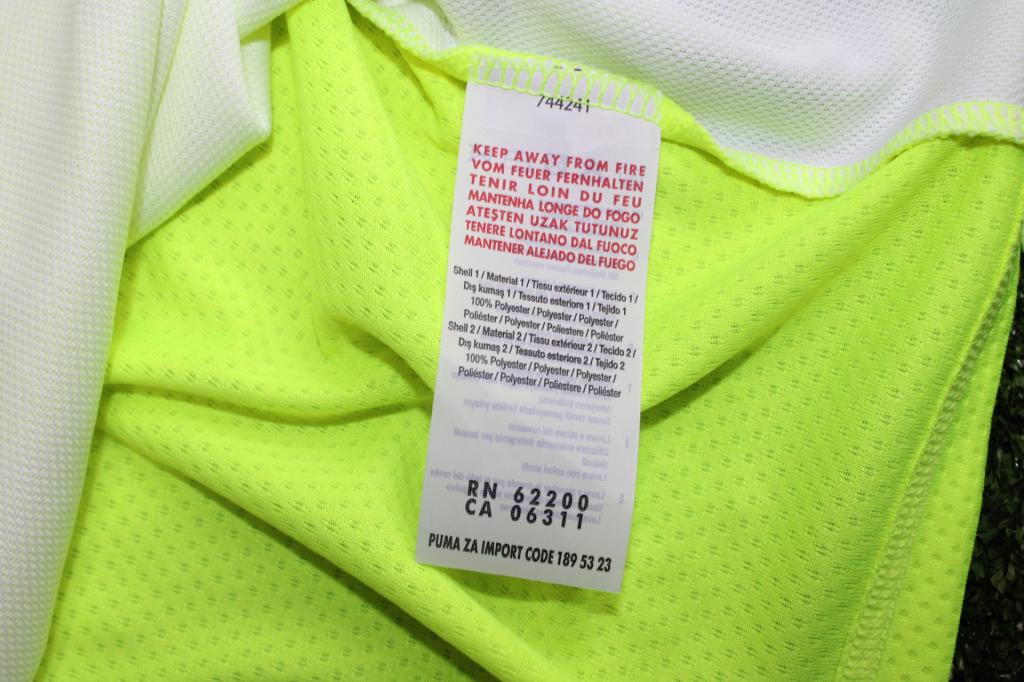 744241
KEEP AWAY FROM FIRE
VOM FEUER FERNHALTEN
TENIR LOIN DU FEU
MANTENHA LONGE DO FOGO
ATEŞTEN UZAK TUTUNUZ
TENERE LONTANO DAL FUOCO
MANTENER ALEJADO DEL FUEGO
Shell 1 / Material 1 / Tissu extérieur 1 / Tecido 1 /
Dış kumaş 1 / Tessuto esteriore 1 / Tejido 1
100% Polyester / Polyester / Polyester /
Poliéster / Polyester / Poliestere / Poliéster
Shell 2 / Material 2 / Tissu extérieur 2 / Tecido 2 /
Dış kumaş 2 / Tessuto esteriore 2 / Tejido 2
100% Polyester / Polyester / Polyester /
Poliéster / Polyester / Poliestere / Poliéster
RN 62200
CA 06311
PUMA ZA IMPORT CODE 189 53 23